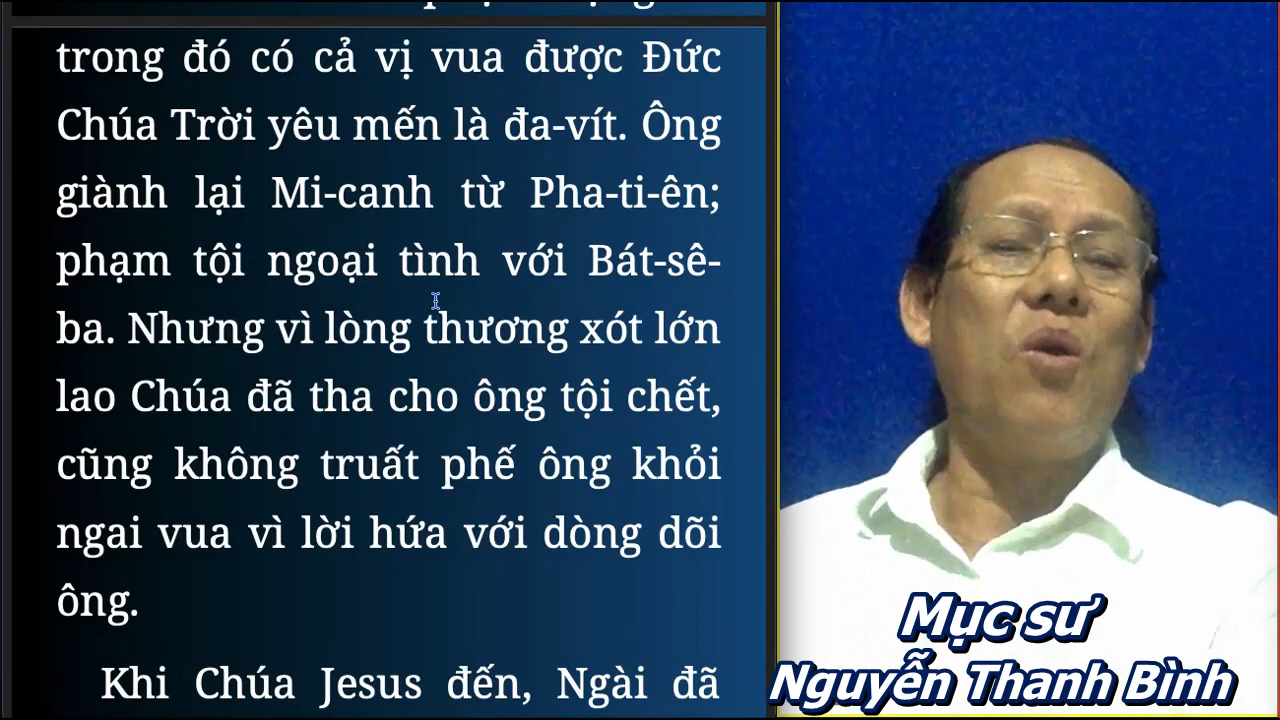 trong đó có cả vị vua được Đức
Chúa Trời yêu mến là đa-vít. Ông
giành lại Mi-canh từ Pha-ti-ên;
phạm tội ngoại tình với Bát-sê-
ba. Nhưng vì lòng thương xót lớn
lao Chúa đã tha cho ông tội chết,
cũng không truất phế ông khỏi
ngai vua vì lời hứa với dòng dõi
ông.
Khi Chúa Jesus đến, Ngài đã
Mục sư
Nguyễn Thanh Bình